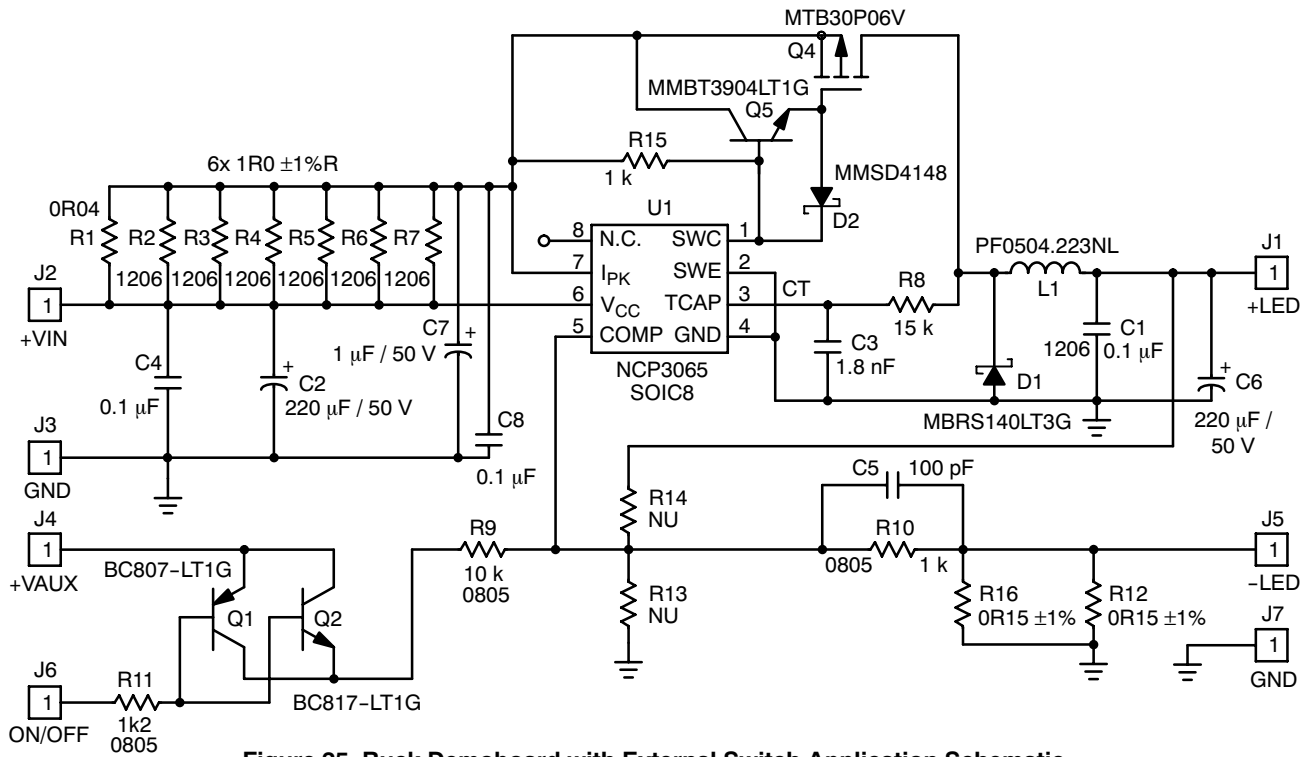 MTB30P06V
Q4
MMBT3904LT1G
Q5
R15
1 k
6x 1R0 ±1%R
MMSD4148
D2
0R04
R1
R2
R3
R4
R5
R6
R7
1206
1206
1206
1206
1206
1206
U1
8
N.C.
SWC
1
7
IPK
SWE
2
6
VCC
TCAP
3
5
COMP
GND
4
NCP3065
SOIC8
CT
R8
15 k
PF0504.223NL
L1
J1
1
+LED
J2
1
+VIN
C7
1 μF / 50 V
+
C3
1.8 nF
C1
1206
0.1 μF
D1
MBRS140LT3G
+
C6
220 μF /
50 V
C4
0.1 μF
+
C2
220 μF / 50 V
C8
0.1 μF
J3
1
GND
C5
100 pF
R14
NU
J4
1
+VAUX
BC807-LT1G
R9
10 k
0805
R10
0805
1 k
J5
1
-LED
Q1
Q2
R13
NU
R16
0R15 ±1%
R12
0R15 ±1%
J7
1
GND
J6
1
ON/OFF
R11
1k2
0805
BC817-LT1G
Figure 25. Buck Demoboard with External Switch Application Schematic